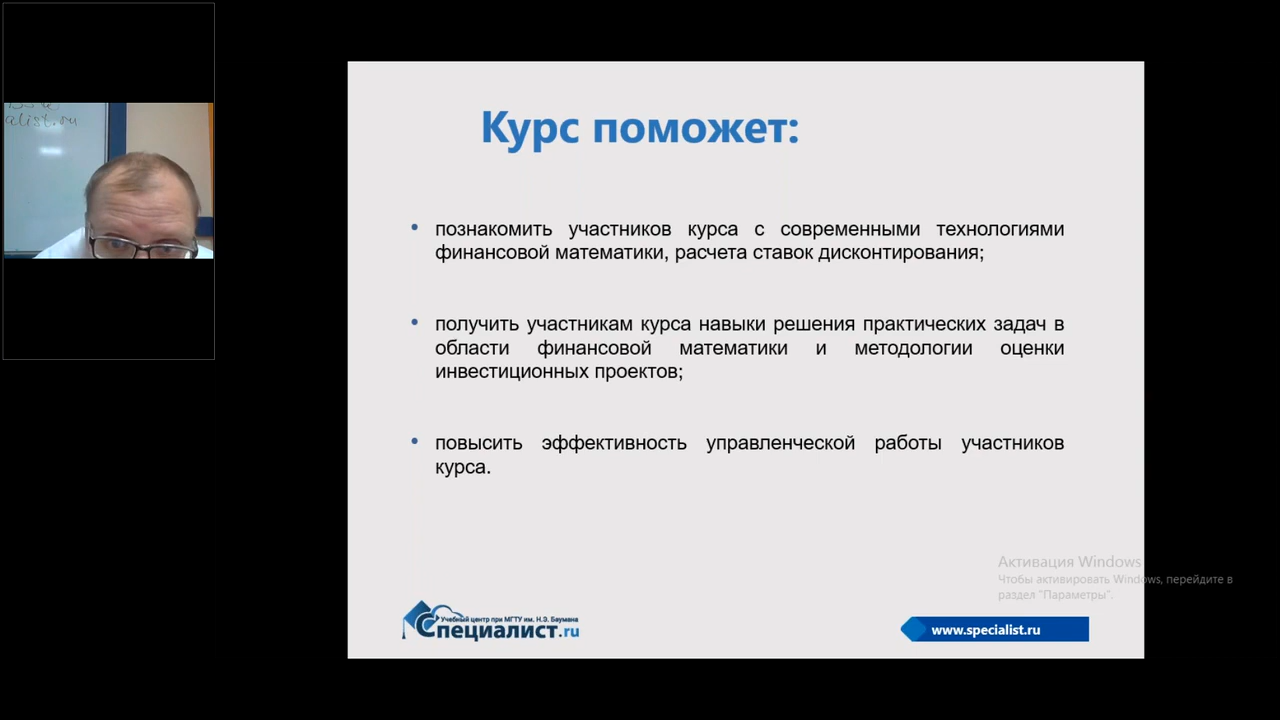 alist.ru
Курс поможет:
• познакомить участников курса с современными технологиями
финансовой математики, расчета ставок дисконтирования;
• получить участникам курса навыки решения практических задач в
области финансовой математики и методологии оценки
инвестиционных проектов;
• повысить эффективность управленческой работы участников
курса.
Активация Windows
Чтобы активировать Windows, перейдите в
раздел "Параметры".
Учебный центр при МГТУ им. Н.Э. Баумана
Специалист.ru
www.specialist.ru